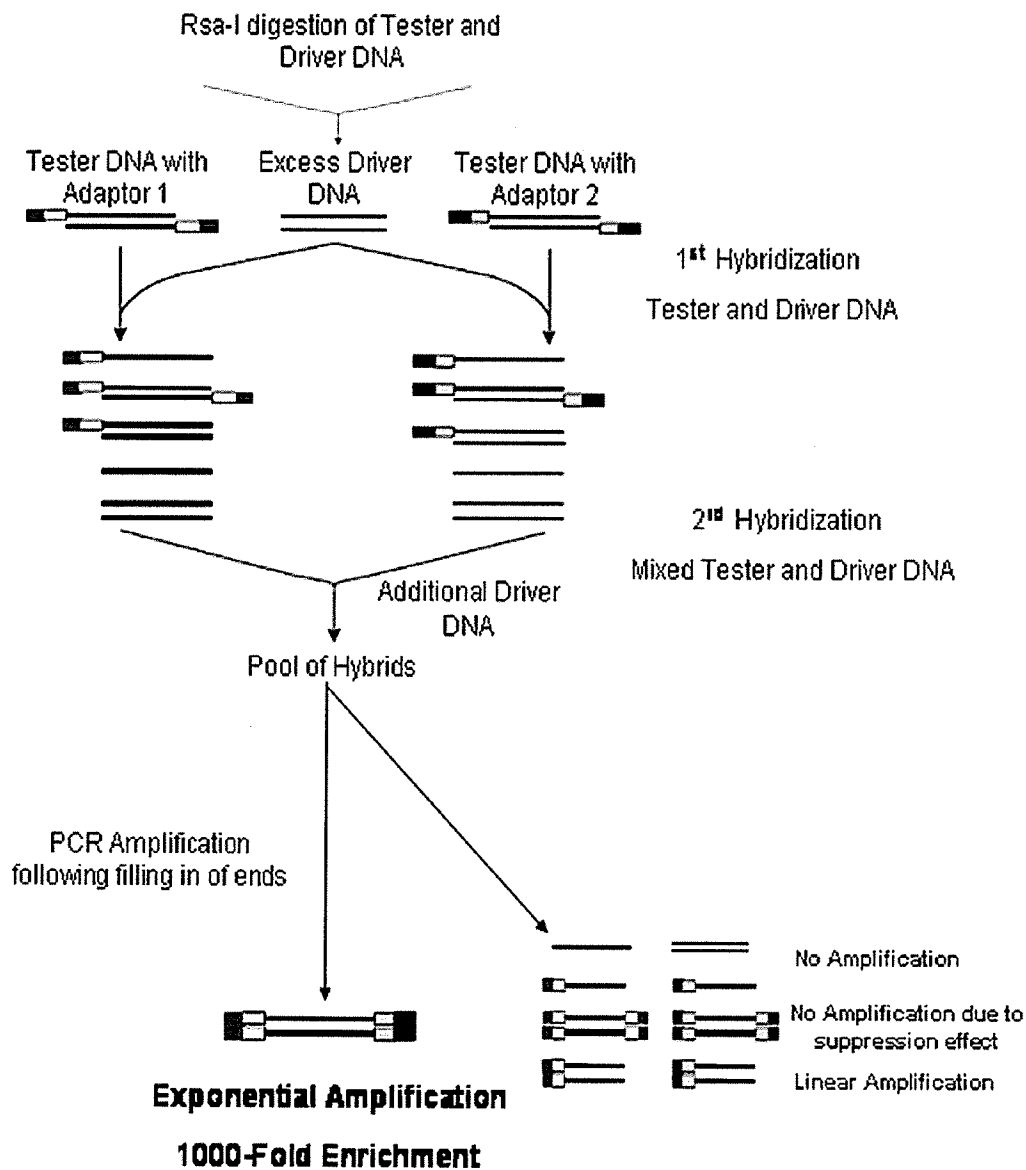 Rsa-I digestion of Tester and
Driver DNA
Tester DNA with
Adaptor 1
Excess Driver
DNA
Tester DNA with
Adaptor 2
1st Hybridization
Tester and Driver DNA
2nd Hybridization
Mixed Tester and Driver DNA
Additional Driver
DNA
Pool of Hybrids
PCR Amplification
following filling in of ends
No Amplification
No Amplification due to
suppression effect
Linear Amplification
Exponential Amplification
1000-Fold Enrichment